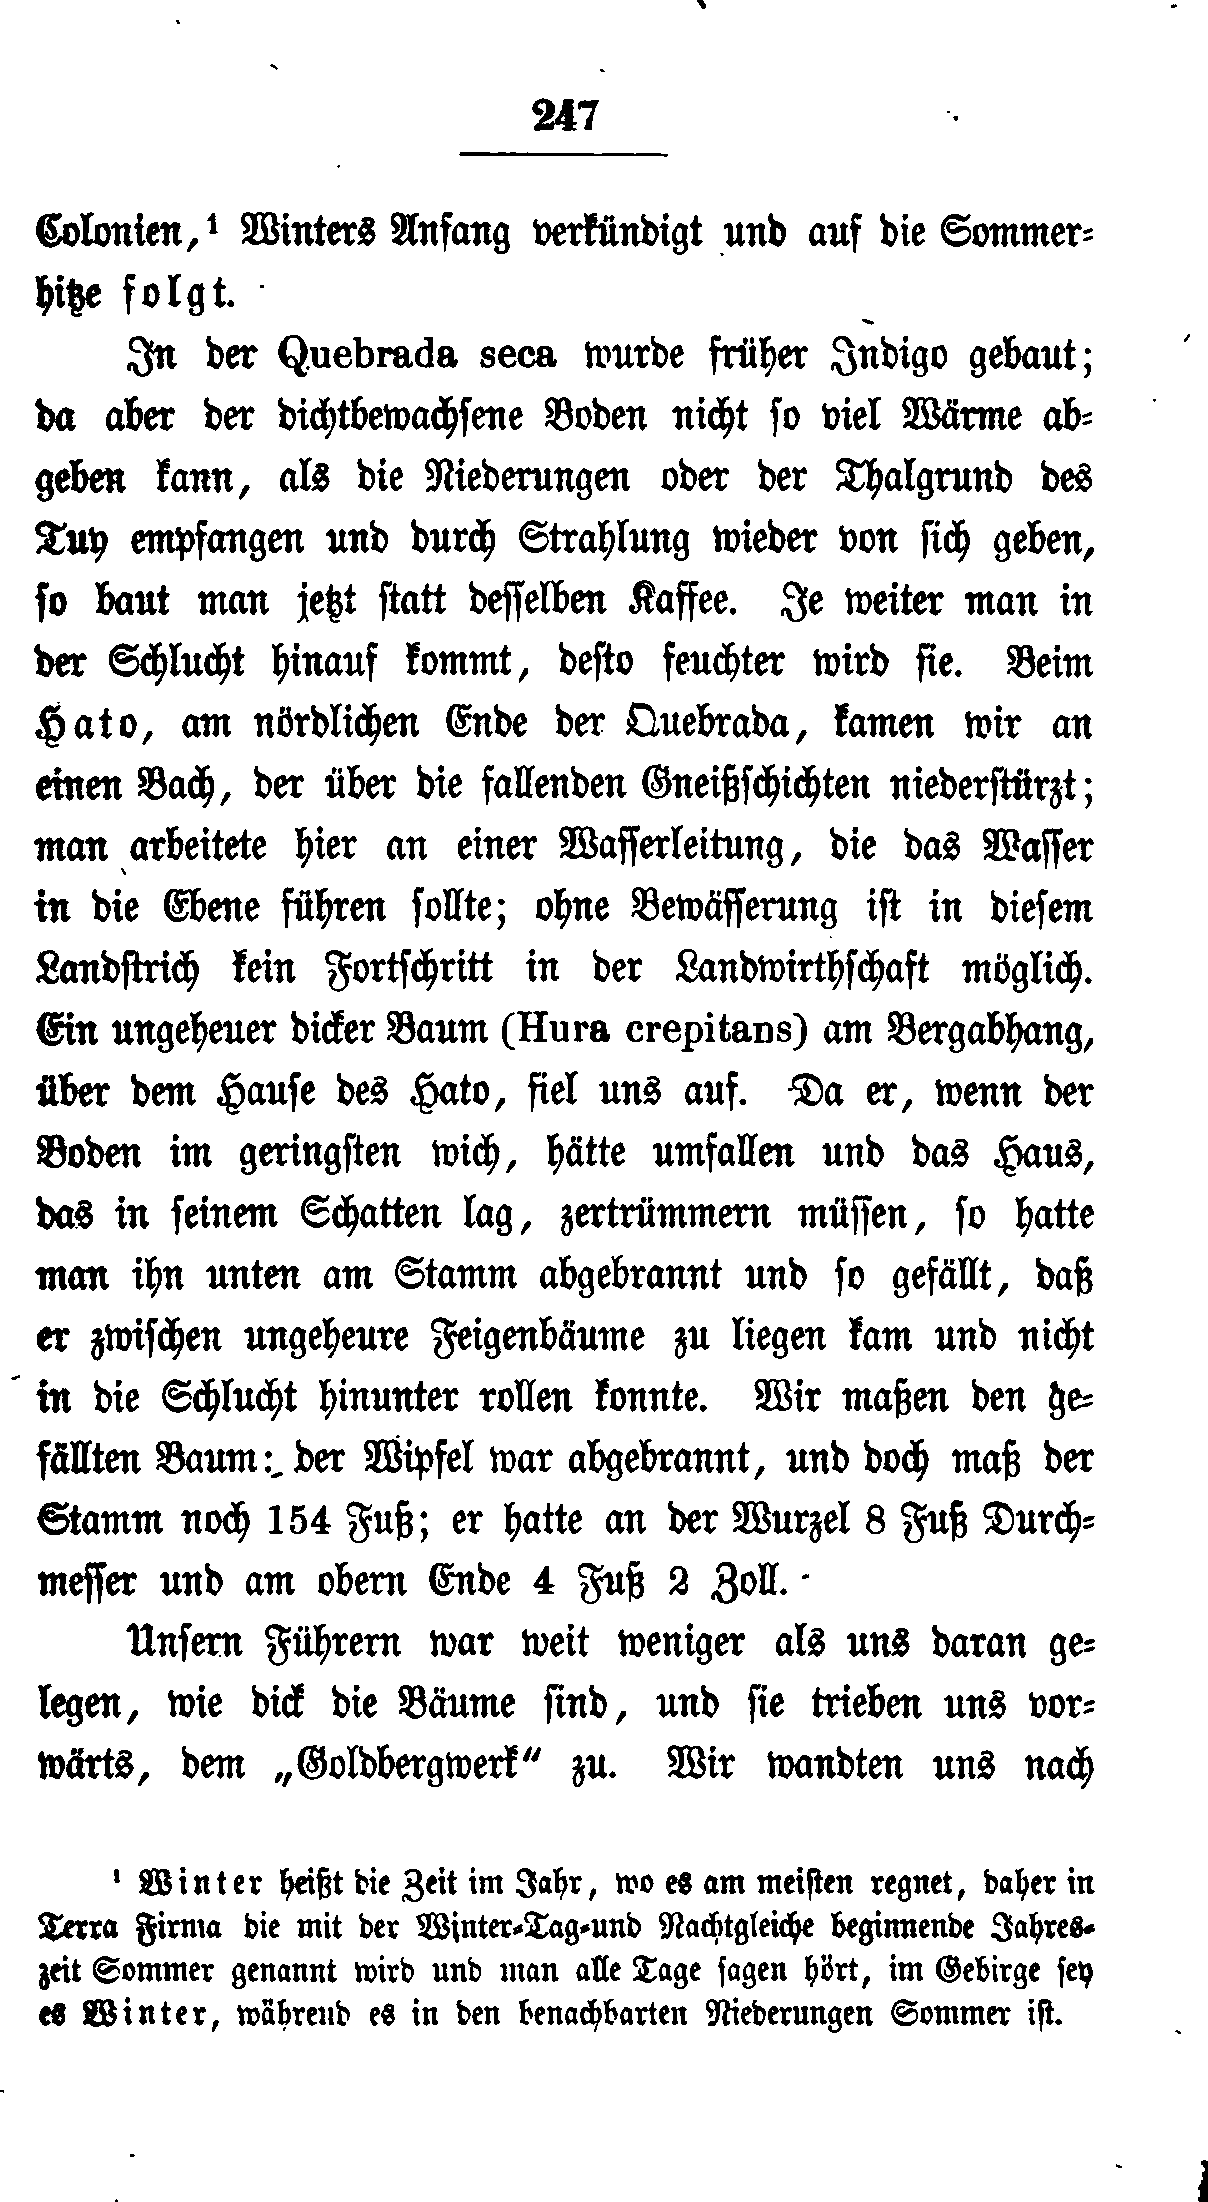 247
Colonien,¹ Winters Anfang verkündigt und auf die Sommer-
hitze folgt.
In der Quebrada seca wurde früher Indigo gebaut;
da aber der dichtbewachsene Boden nicht so viel Wärme ab-
geben kann, als die Niederungen oder der Thalgrund des
Tuy empfangen und durch Strahlung wieder von sich geben,
so baut man jetzt statt desselben Kaffee. Je weiter man in
der Schlucht hinauf kommt, desto feuchter wird sie. Beim
Hato, am nördlichen Ende der Quebrada, kamen wir an
einen Bach, der über die fallenden Gneißschichten niederstürzt;
man arbeitete hier an einer Wasserleitung, die das Wasser
in die Ebene führen sollte; ohne Bewässerung ist in diesem
Landstrich kein Fortschritt in der Landwirthschaft möglich.
Ein ungeheuer dicker Baum (Hura crepitans) am Bergabhang,
über dem Hause des Hato, fiel uns auf. Da er, wenn der
Boden im geringsten wich, hätte umfallen und das Haus,
das in seinem Schatten lag, zertrümmern müssen, so hatte
man ihn unten am Stamm abgebrannt und so gefällt, daß
er zwischen ungeheure Feigenbäume zu liegen kam und nicht
in die Schlucht hinunter rollen konnte. Wir maßen den ge-
fällten Baum: der Wipfel war abgebrannt, und doch maß der
Stamm noch 154 Fuß; er hatte an der Wurzel 8 Fuß Durch-
messer und am obern Ende 4 Fuß 2 Zoll.
Unsern Führern war weit weniger als uns daran ge-
legen, wie dick die Bäume sind, und sie trieben uns vor-
wärts, dem „Goldbergwerk“ zu. Wir wandten uns nach
¹ Winter heißt die Zeit im Jahr, wo es am meisten regnet, daher in
Terra Firma die mit der Winter-Tag-und Nachtgleiche beginnende Jahres-
zeit Sommer genannt wird und man alle Tage sagen hört, im Gebirge sey
es Winter, während es in den benachbarten Niederungen Sommer ist.